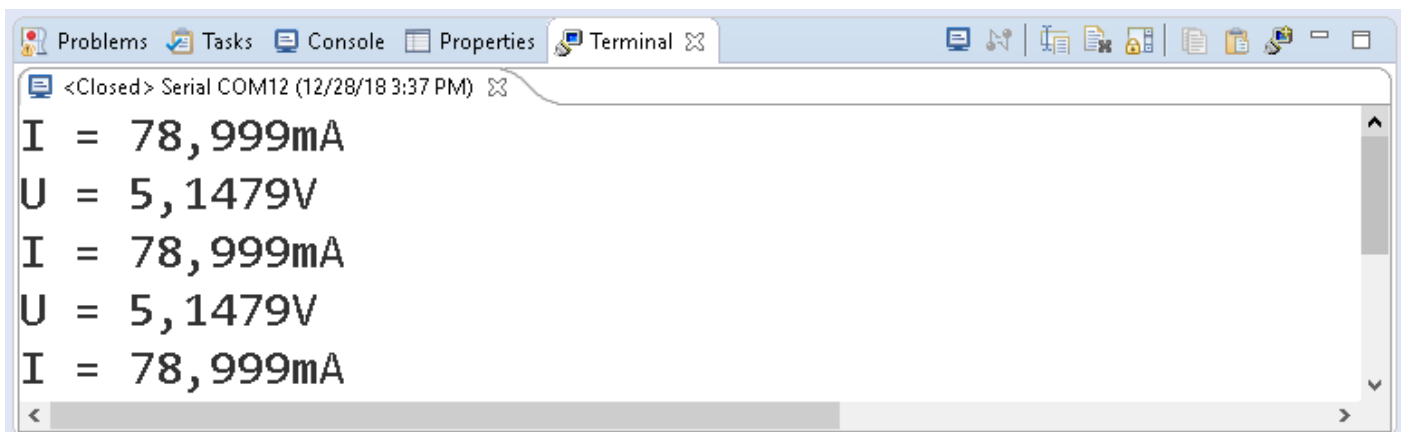 Problems Tasks Console Properties Terminal
<Closed> Serial COM12 (12/28/18 3:37 PM)
I = 78,999mA
U = 5,1479V
I = 78,999mA
U = 5,1479V
I = 78,999mA